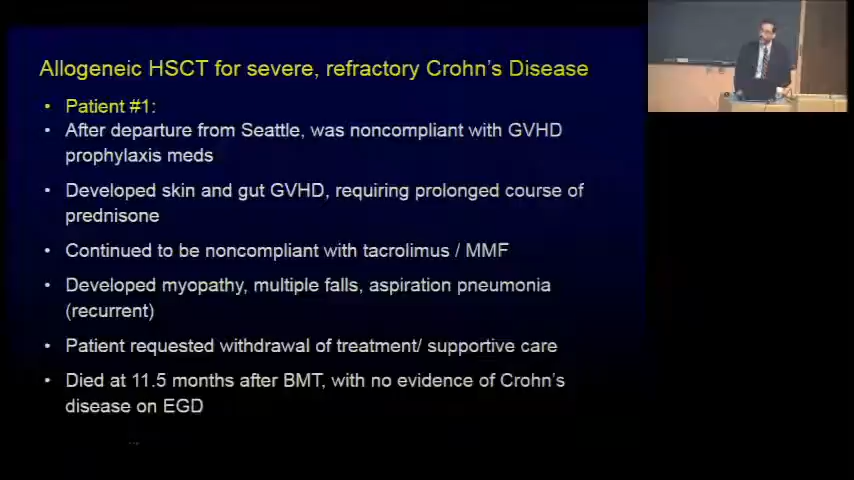 Allogeneic HSCT for severe, refractory Crohn's Disease
• Patient #1:
• After departure from Seattle, was noncompliant with GVHD
prophylaxis meds
• Developed skin and gut GVHD, requiring prolonged course of
prednisone
• Continued to be noncompliant with tacrolimus / MMF
• Developed myopathy, multiple falls, aspiration pneumonia
(recurrent)
• Patient requested withdrawal of treatment/ supportive care
• Died at 11.5 months after BMT, with no evidence of Crohn's
disease on EGD